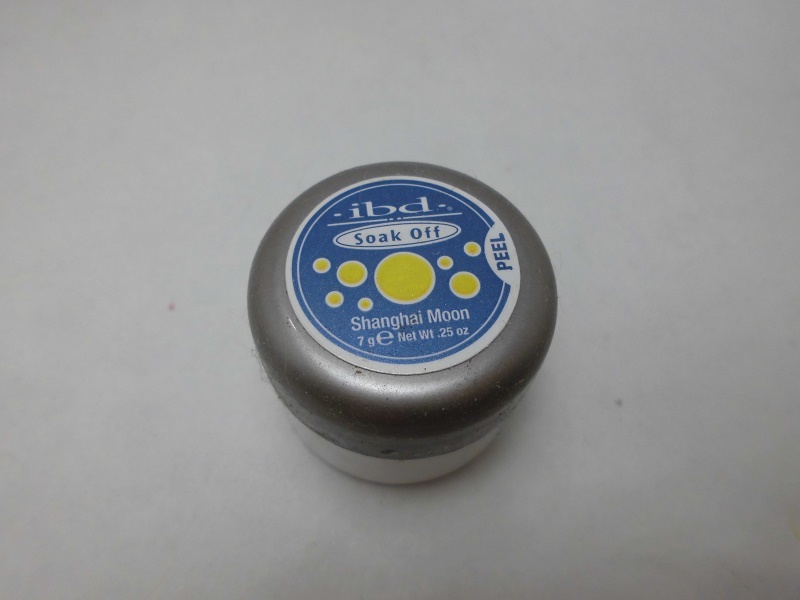 ibd®
Soak Off
PEEL
Shanghai Moon
7 g ℮ Net Wt .25 oz